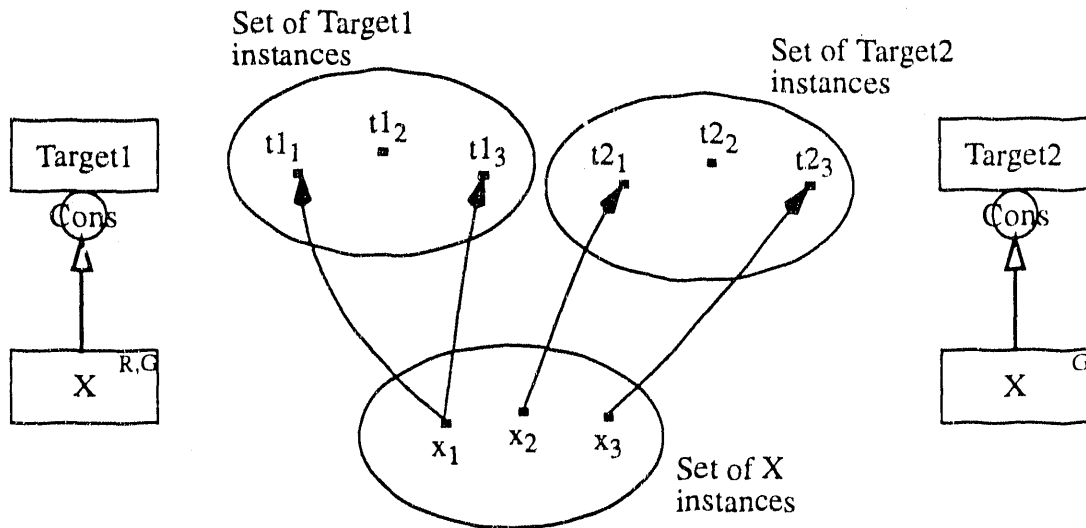 Set of Target1
instances
Set of Target2
instances
Target1
Cons
R,G
X
t1₁
t1₂
t1₃
t2₁
t2₂
t2₃
Target2
Cons
G
X
x₁
x₂
x₃
Set of X
instances